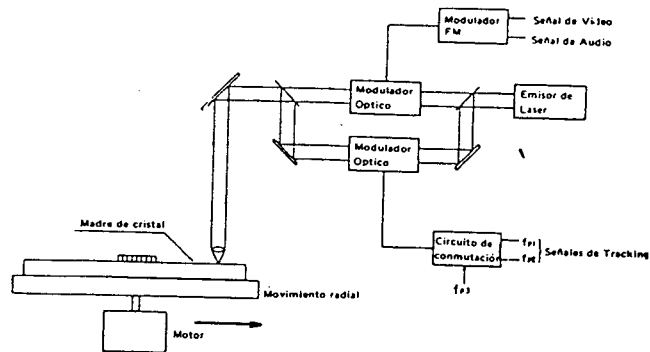 Modulador
FM
Señal de Video
Señal de Audio
Modulador
Optico
Emisor de
Laser
Modulador
Optico
Madre de cristal
Circuito de
conmutación
fp1
fp2
Señales de Tracking
fp3
Movimiento radial
Motor